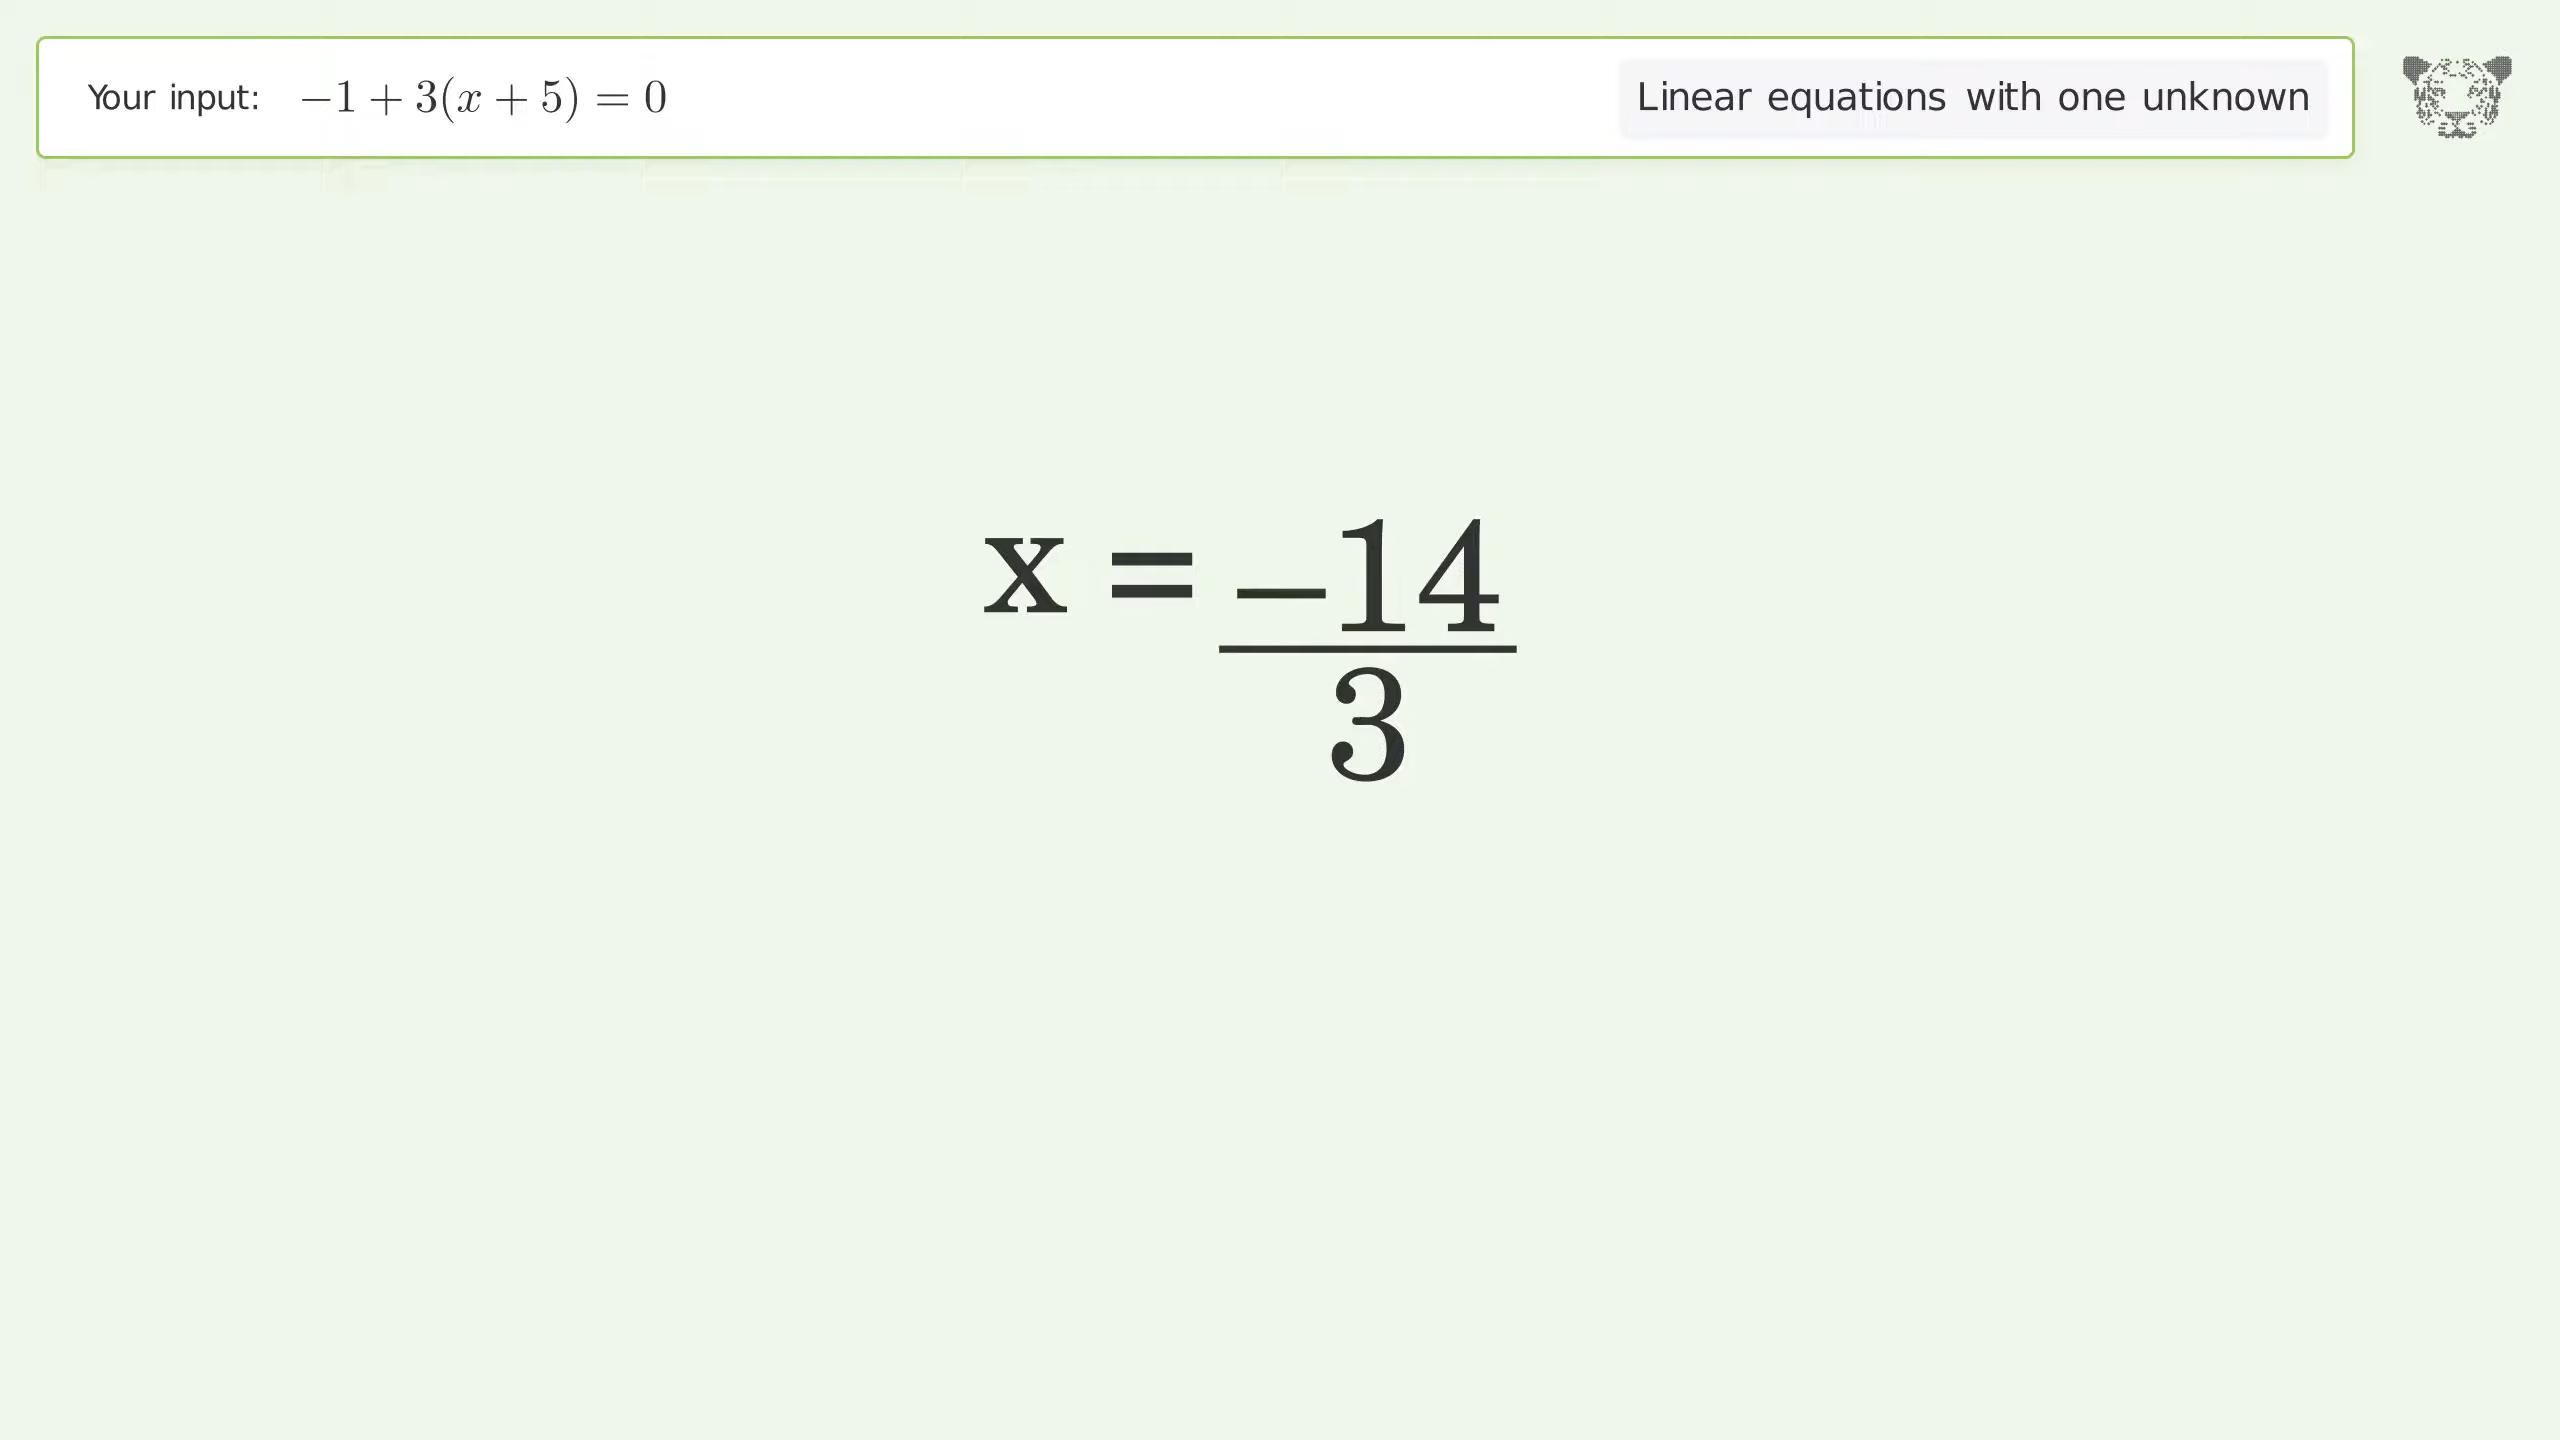 Your input: −1 + 3(x + 5) = 0
Linear equations with one unknown
x = −14/3